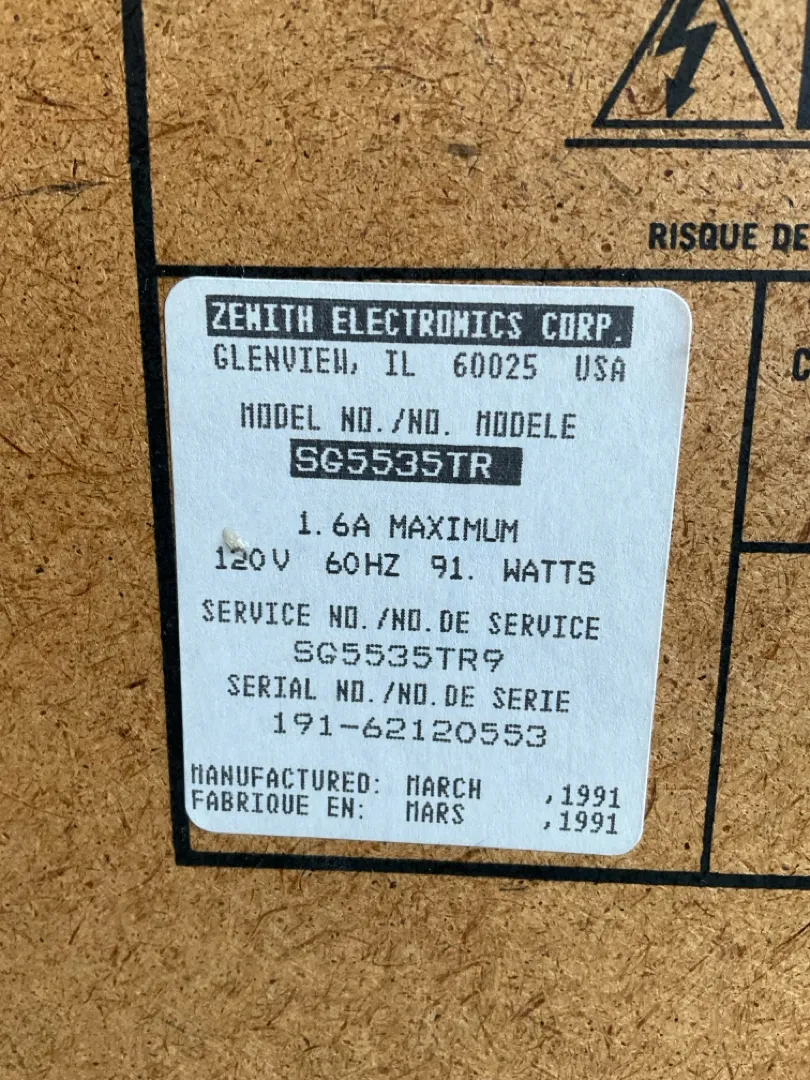 RISQUE DE
ZENITH ELECTRONICS CORP.
GLENVIEW, IL 60025 USA
MODEL NO./NO. MODELE
SG5535TR
1.6A MAXIMUM
120V 60HZ 91. WATTS
SERVICE NO./NO.DE SERVICE
SG5535TR9
SERIAL NO./NO.DE SERIE
191-62120553
MANUFACTURED: MARCH ,1991
FABRIQUE EN: MARS ,1991